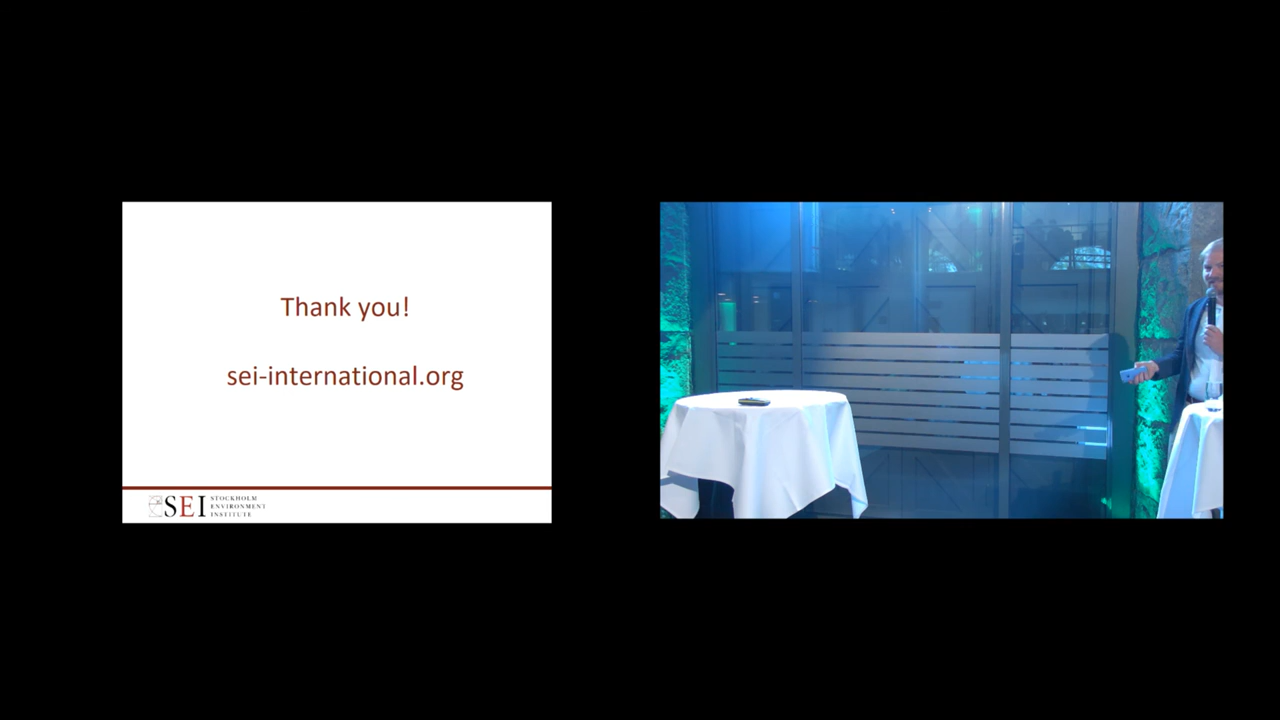 Thank you!
sei-international.org
SEI
STOCKHOLM
ENVIRONMENT
INSTITUTE